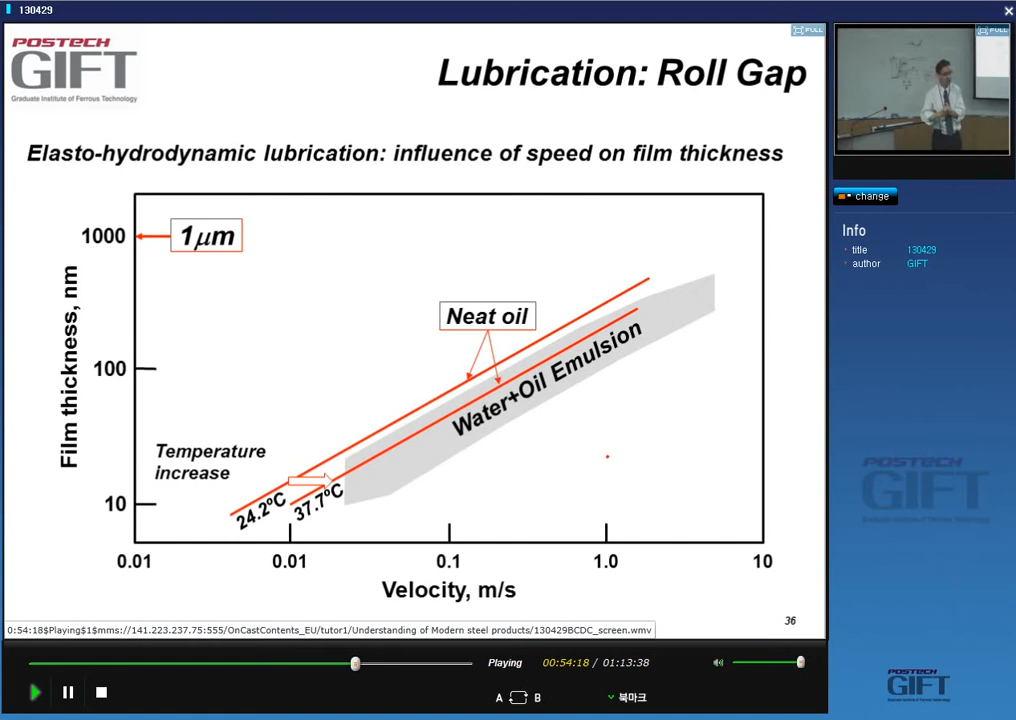 130429
POSTECH
GIFT
Graduate Institute of Ferrous Technology
Lubrication: Roll Gap
FULL
FULL
Elasto-hydrodynamic lubrication: influence of speed on film thickness
change
Info
title 130429
author GIFT
1000
1μm
Film thickness, nm
Neat oil
100
Water+Oil Emulsion
Temperature
increase
24.2ºC
37.7ºC
10
0.01
0.01
0.1
1.0
10
Velocity, m/s
POSTECH
GIFT
36
0:54:18$Playing$1$mms://141.223.237.75:555/OnCastContents_EU/tutor1/Understanding of Modern steel products/130429BCDC_screen.wmv
Playing 00:54:18 / 01:13:38
A B 북마크
POSTECH
GIFT